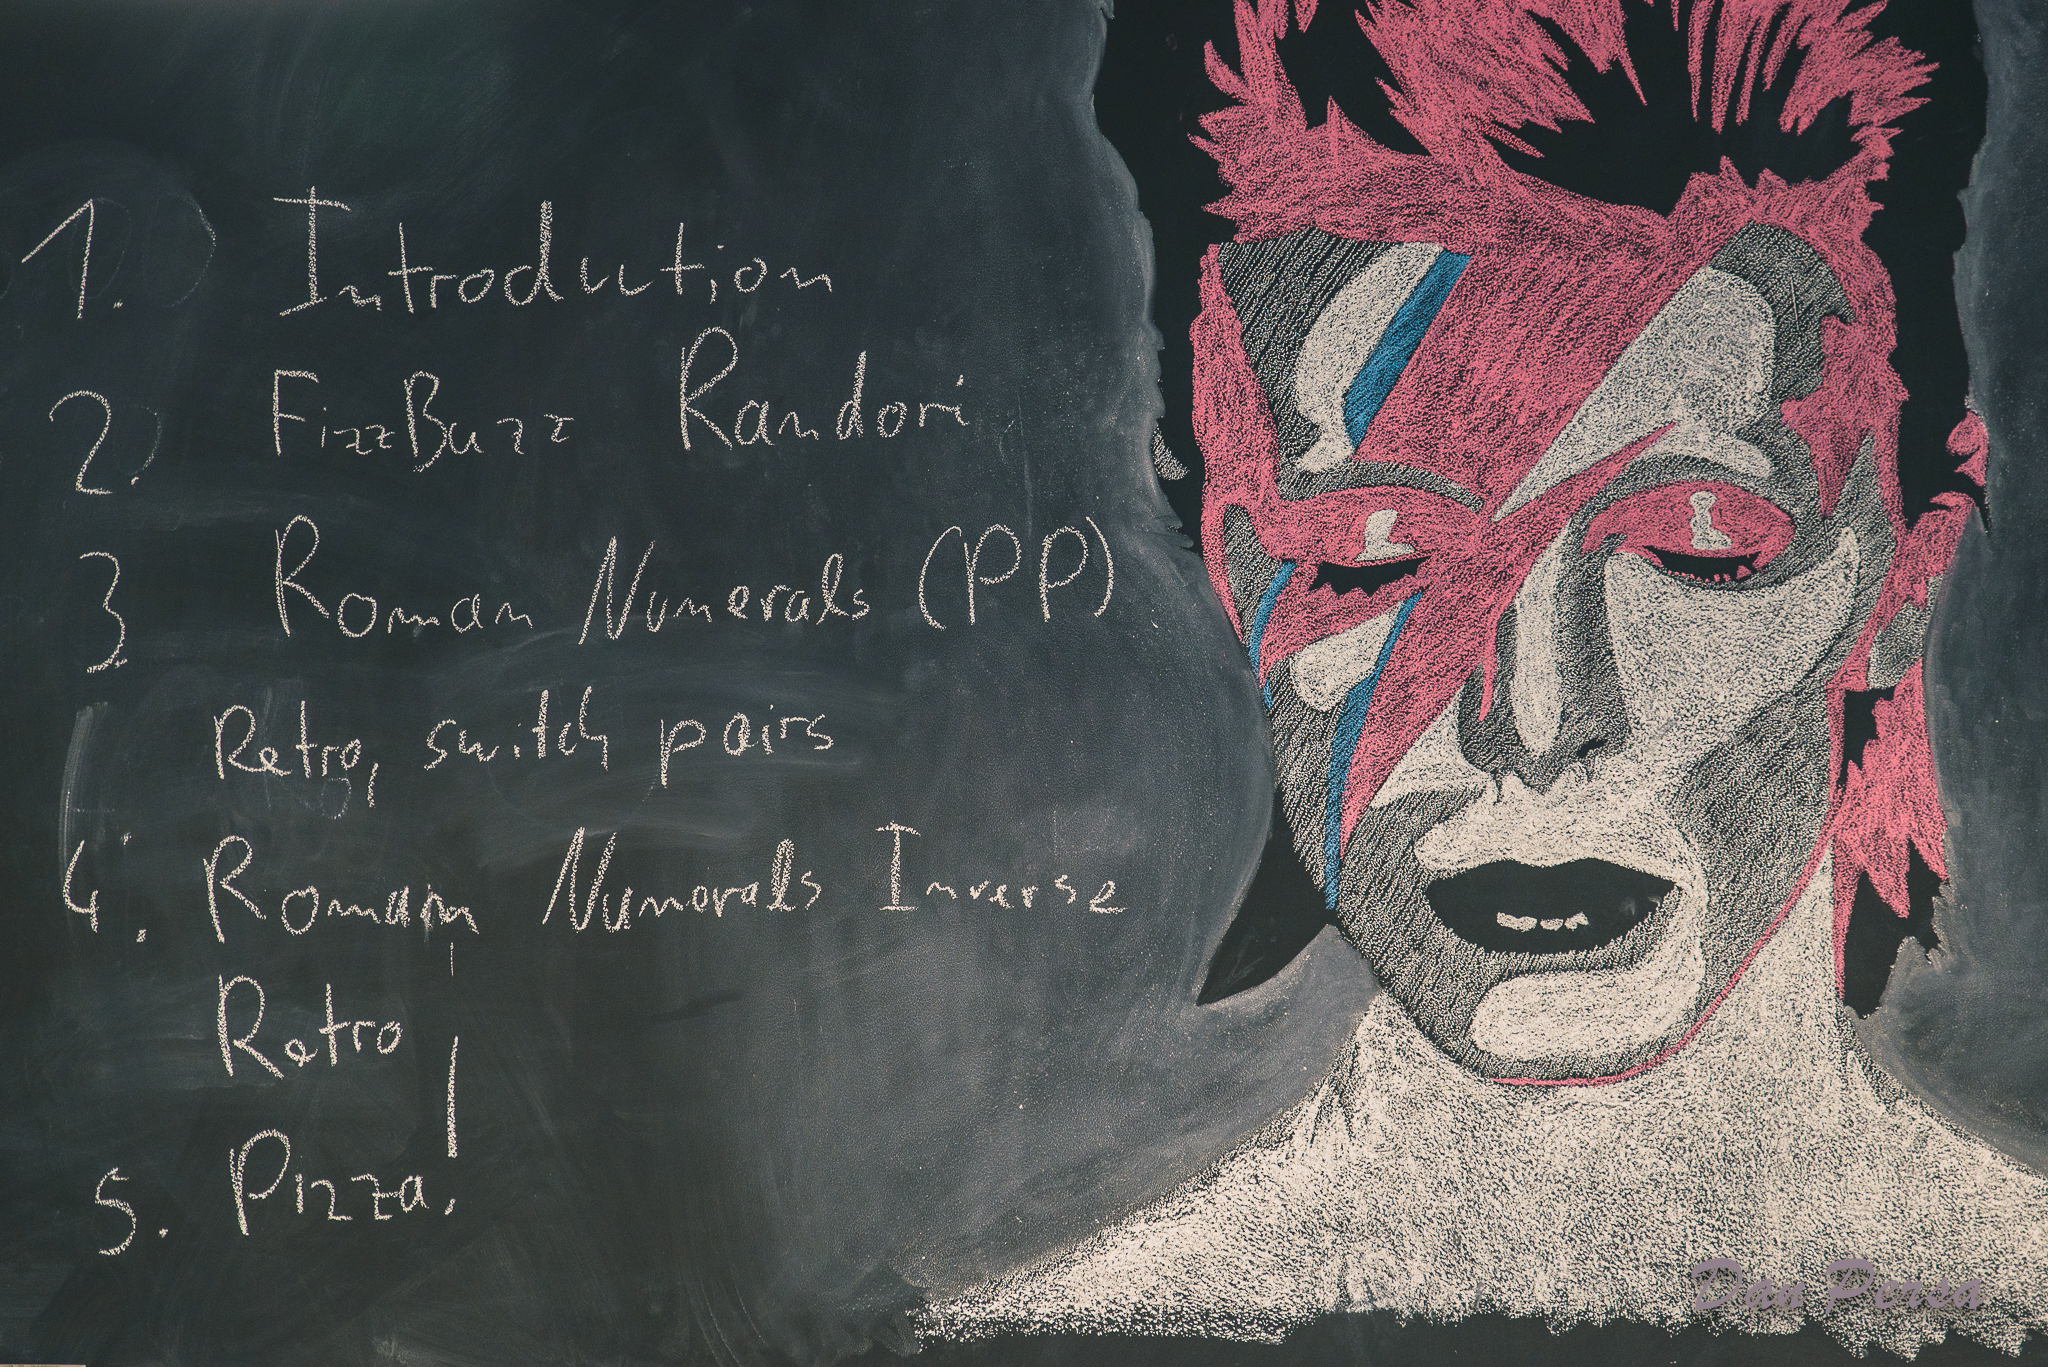 1. Introduction
2. FizzBuzz Randori
3 Roman Numerals (PP)
Retro, switch pairs
4. Roman Numerals Inverse
Retro
5. Pizza!
Dan Persa